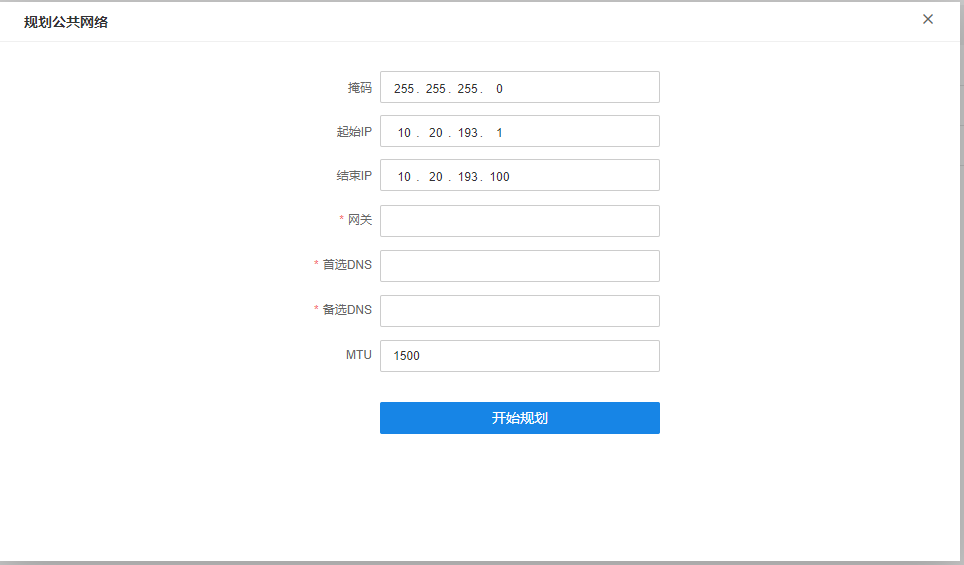 规划公共网络
掩码 255 . 255 . 255 . 0
起始IP 10 . 20 . 193 . 1
结束IP 10 . 20 . 193 . 100
* 网关
* 首选DNS
* 备选DNS
MTU 1500
开始规划